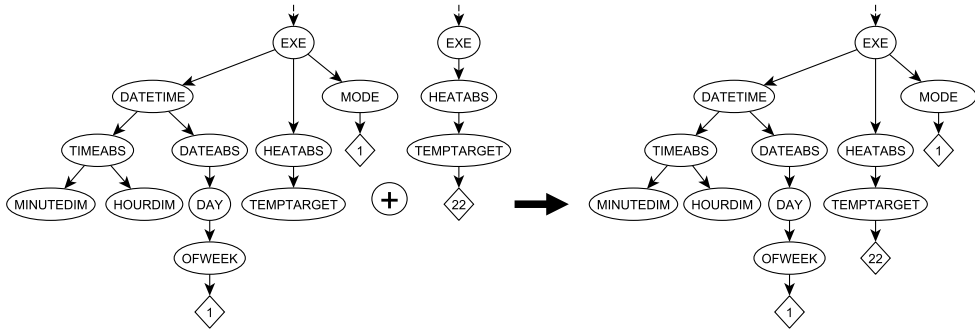 EXE EXE EXE
DATETIME MODE HEATABS DATETIME MODE
TIMEABS DATEABS HEATABS 1 TEMPTARGET TIMEABS DATEABS HEATABS 1
MINUTEDIM HOURDIM DAY TEMPTARGET + 22 MINUTEDIM HOURDIM DAY TEMPTARGET
OFWEEK OFWEEK 22
1 1